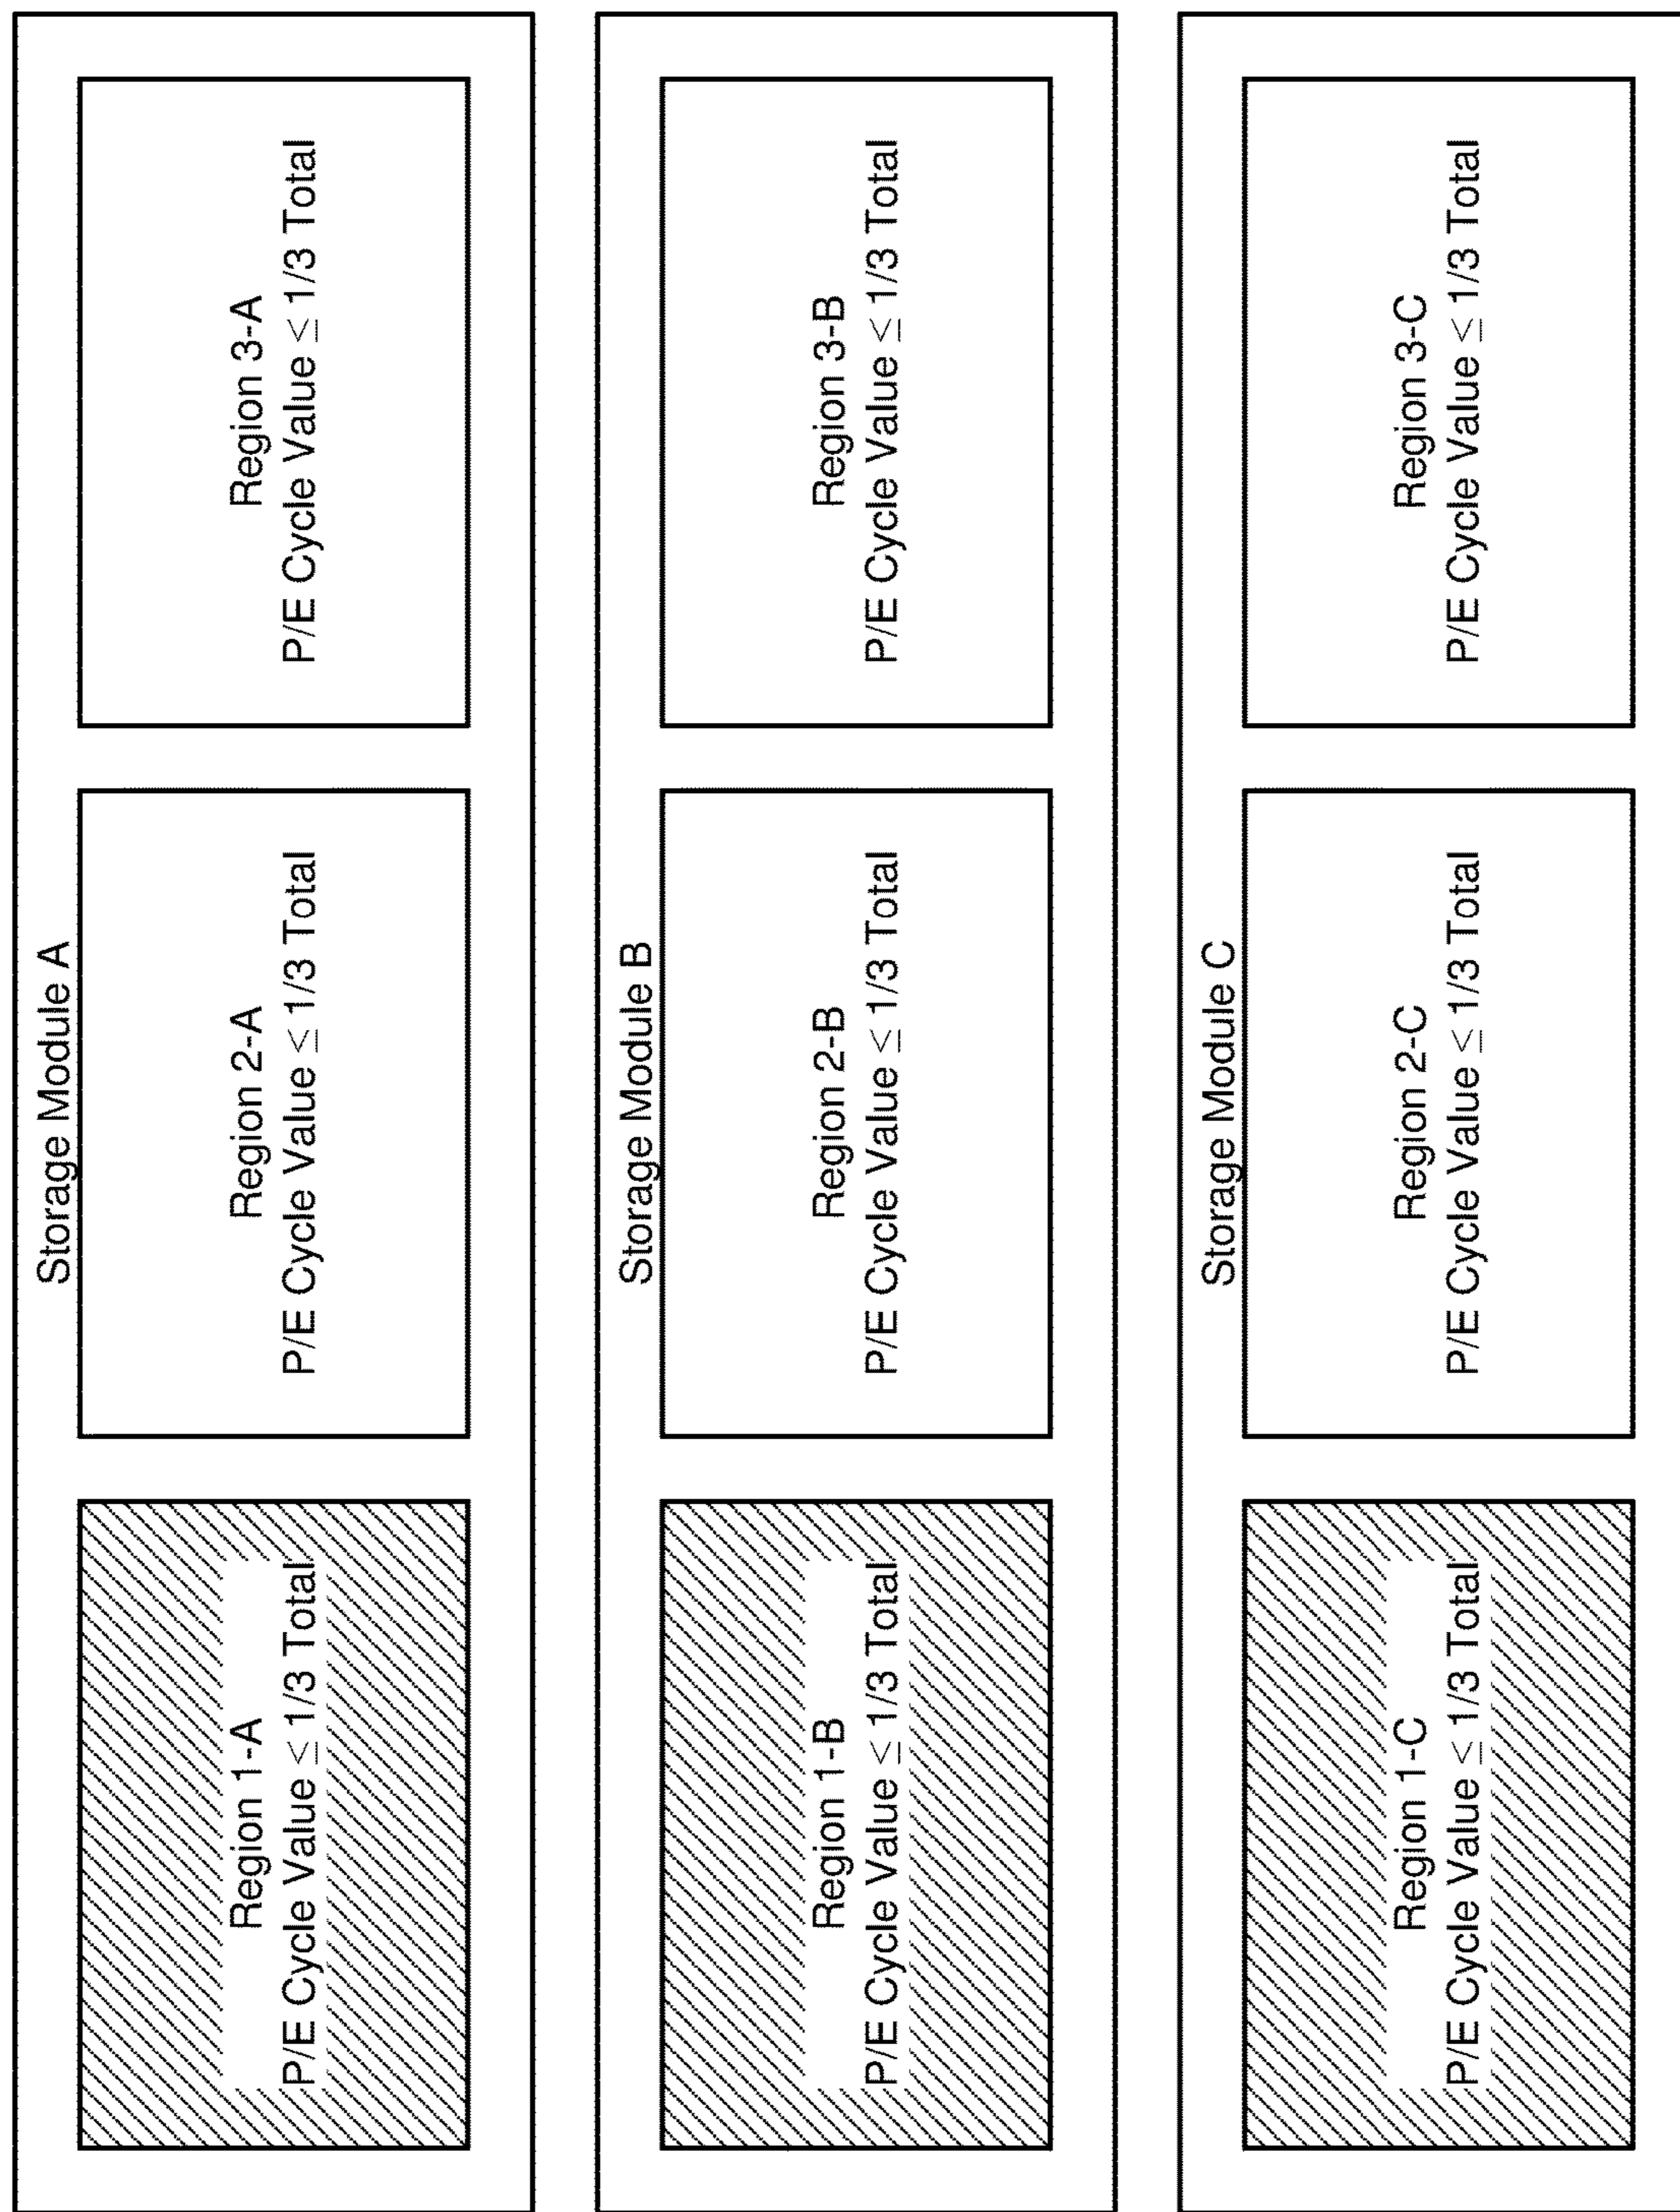 Storage Module A
Region 1-A
P/E Cycle Value ≤ 1/3 Total
Region 2-A
P/E Cycle Value ≤ 1/3 Total
Region 3-A
P/E Cycle Value ≤ 1/3 Total
Storage Module B
Region 1-B
P/E Cycle Value ≤ 1/3 Total
Region 2-B
P/E Cycle Value ≤ 1/3 Total
Region 3-B
P/E Cycle Value ≤ 1/3 Total
Storage Module C
Region 1-C
P/E Cycle Value ≤ 1/3 Total
Region 2-C
P/E Cycle Value ≤ 1/3 Total
Region 3-C
P/E Cycle Value ≤ 1/3 Total